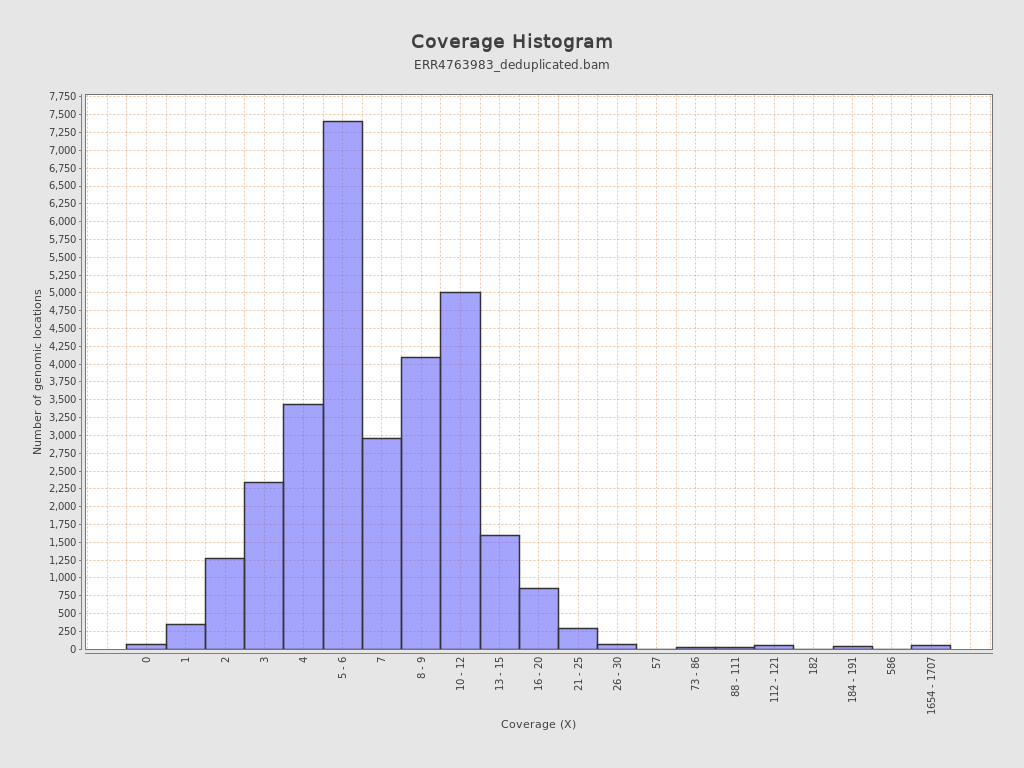 Coverage Histogram
ERR4763983_deduplicated.bam
Number of genomic locations
7,750
7,500
7,250
7,000
6,750
6,500
6,250
6,000
5,750
5,500
5,250
5,000
4,750
4,500
4,250
4,000
3,750
3,500
3,250
3,000
2,750
2,500
2,250
2,000
1,750
1,500
1,250
1,000
750
500
250
0
0
1
2
3
4
5 - 6
7
8 - 9
10 - 12
13 - 15
16 - 20
21 - 25
26 - 30
57
73 - 86
88 - 111
112 - 121
182
184 - 191
586
1654 - 1707
Coverage (X)